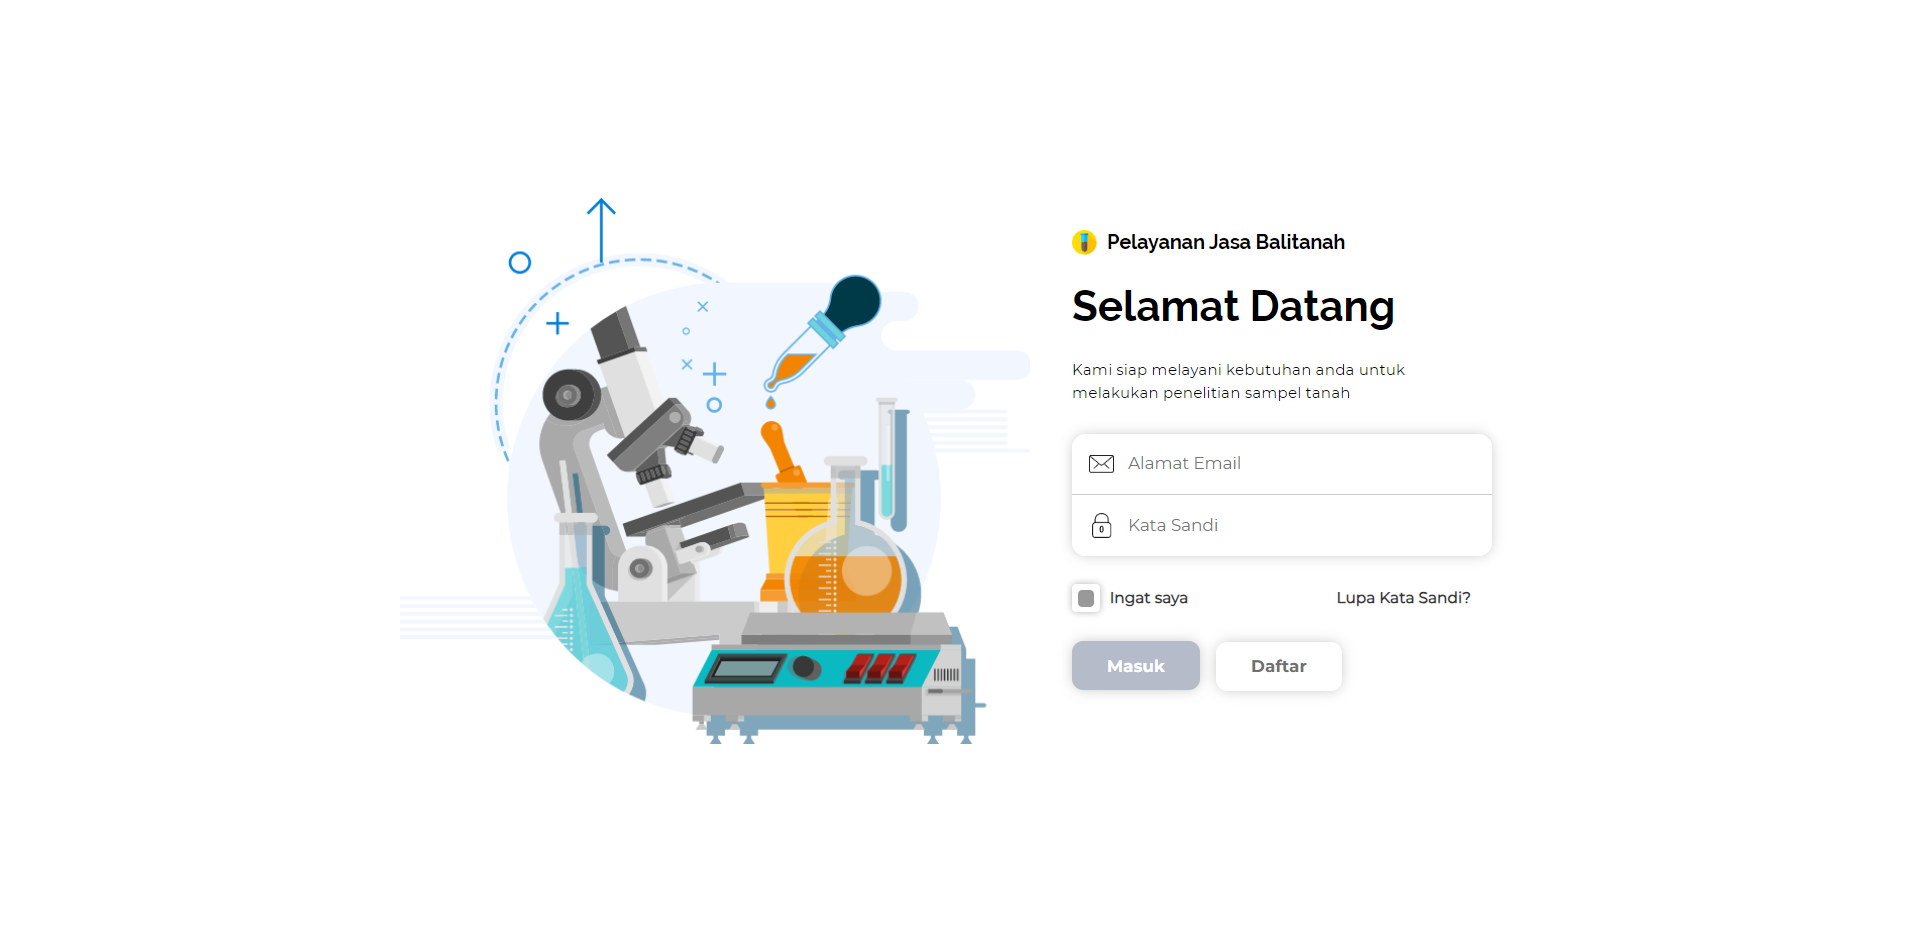 Pelayanan Jasa Balitanah
Selamat Datang
Kami siap melayani kebutuhan anda untuk
melakukan penelitian sampel tanah
Alamat Email
Kata Sandi
Ingat saya
Lupa Kata Sandi?
Masuk
Daftar